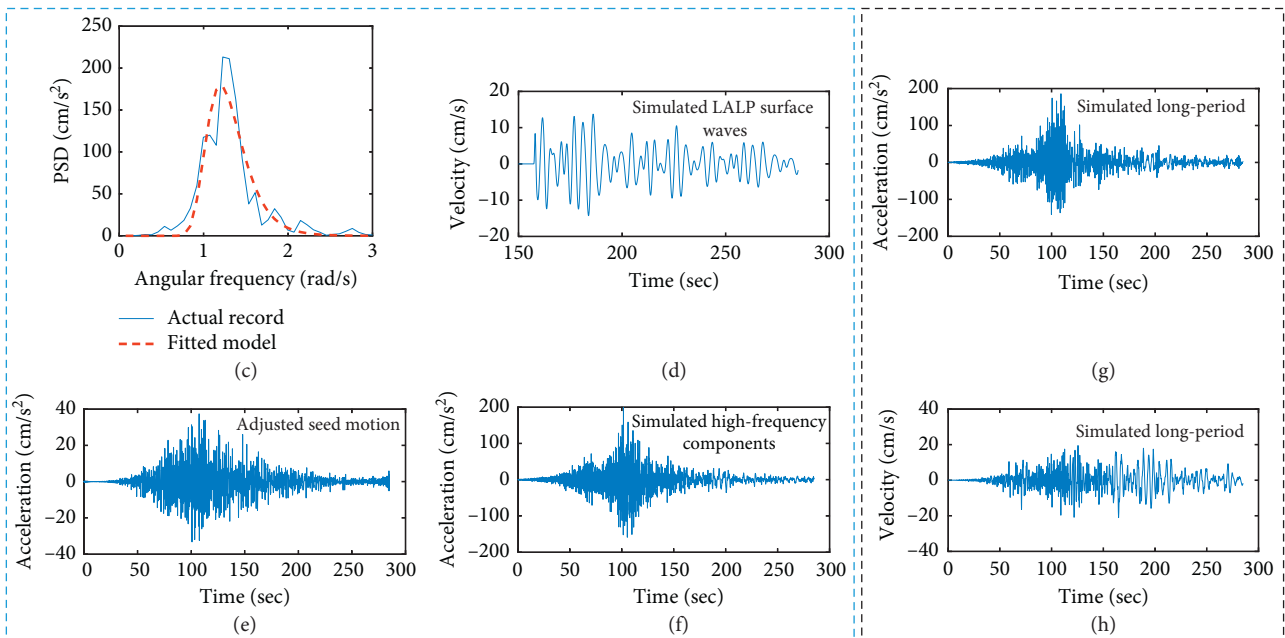 250
200
150
100
50
0
PSD (cm/s²)
0
1
2
3
Angular frequency (rad/s)
Actual record
Fitted model
(c)
20
10
0
−10
−20
Velocity (cm/s)
Simulated LALP surface
waves
150
200
250
300
Time (sec)
(d)
200
100
0
−100
−200
Acceleration (cm/s²)
Simulated long-period
0 50 100 150 200 250 300
Time (sec)
(g)
40
20
0
−20
−40
Acceleration (cm/s²)
Adjusted seed motion
0 50 100 150 200 250 300
Time (sec)
(e)
200
100
0
−100
−200
Acceleration (cm/s²)
Simulated high-frequency
components
0 50 100 150 200 250 300
Time (sec)
(f)
40
20
0
−20
−40
Velocity (cm/s)
Simulated long-period
0 50 100 150 200 250 300
Time (sec)
(h)